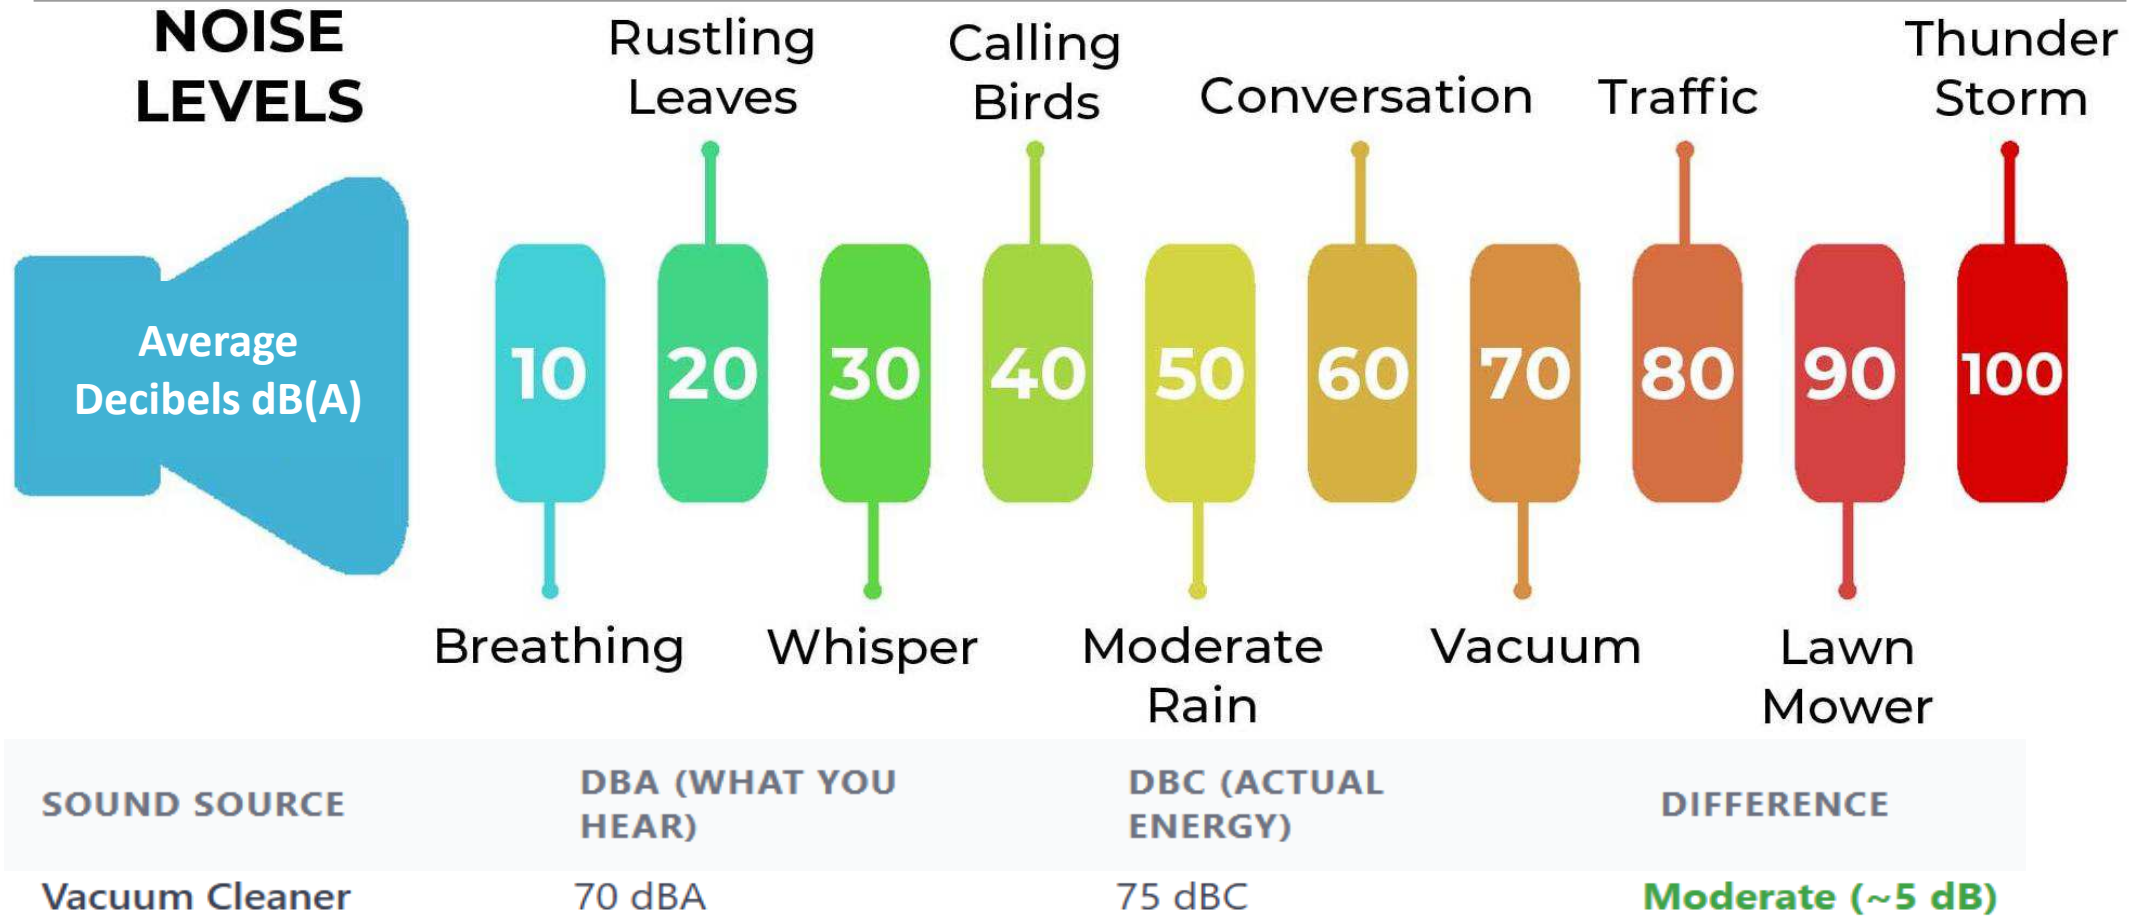 NOISE
LEVELS
Rustling
Leaves
Calling
Birds
Conversation
Traffic
Thunder
Storm
Average
Decibels dB(A)
10 20 30 40 50 60 70 80 90 100
Breathing
Whisper
Moderate
Rain
Vacuum
Lawn
Mower
SOUND SOURCE
DBA (WHAT YOU
HEAR)
DBC (ACTUAL
ENERGY)
DIFFERENCE
Vacuum Cleaner 70 dBA 75 dBC Moderate (~5 dB)